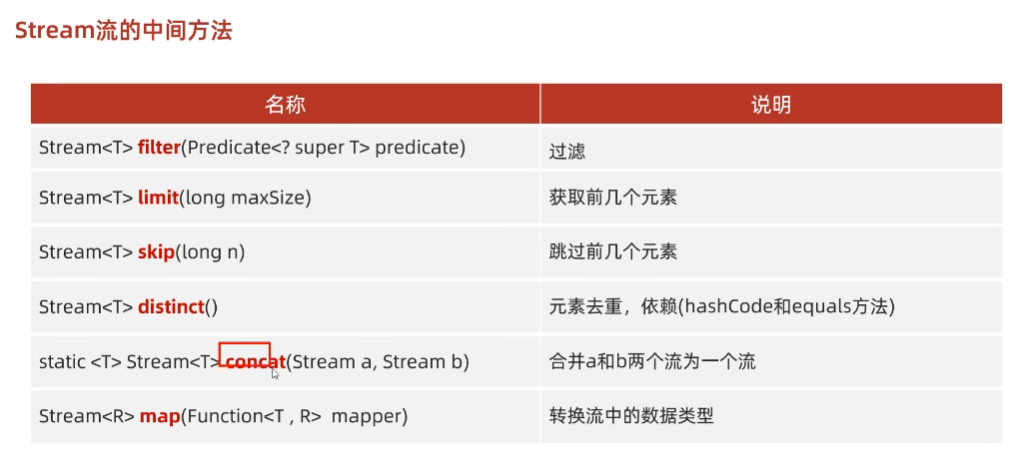 Stream流的中间方法
名称 说明
Stream<T> filter(Predicate<? super T> predicate) 过滤
Stream<T> limit(long maxSize) 获取前几个元素
Stream<T> skip(long n) 跳过前几个元素
Stream<T> distinct() 元素去重，依赖(hashCode和equals方法)
static <T> Stream<T> concat(Stream a, Stream b) 合并a和b两个流为一个流
Stream<R> map(Function<T , R> mapper) 转换流中的数据类型